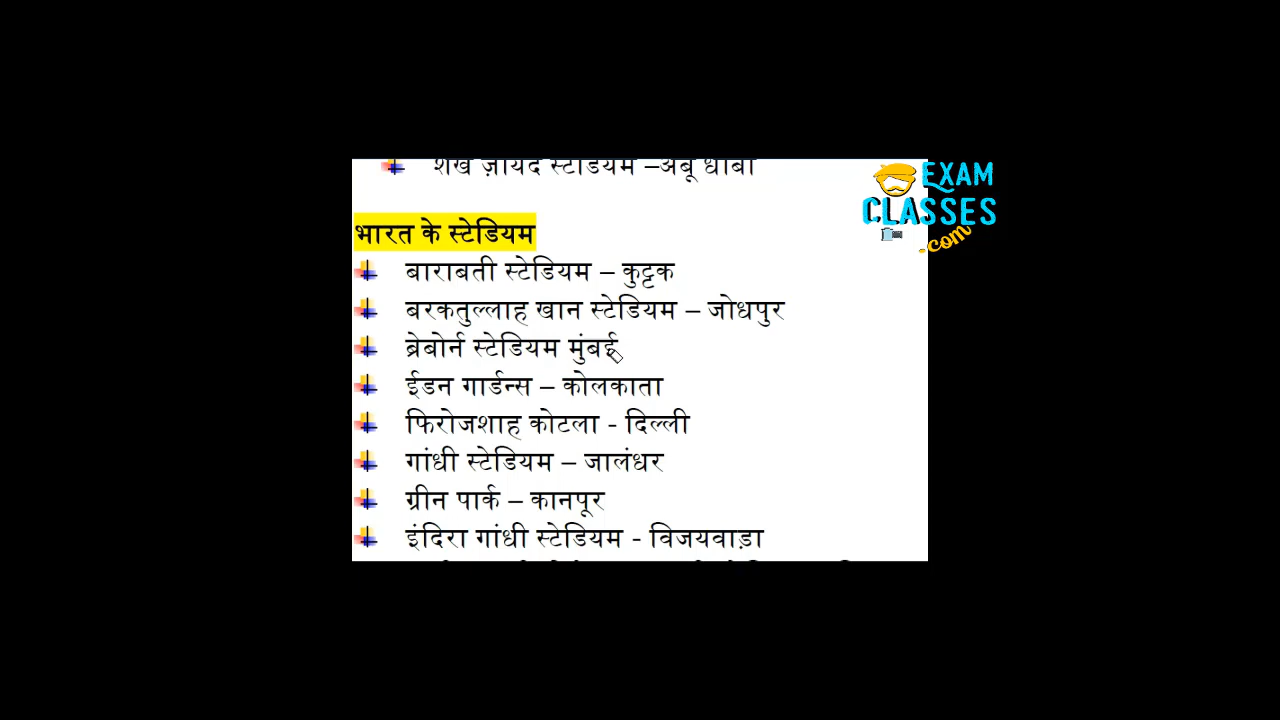 शेख ज़ायद स्टेडियम –अबू धाबी
EXAM
CLASSES
.com
भारत के स्टेडियम
बाराबती स्टेडियम – कुट्टक
बरकतुल्लाह खान स्टेडियम – जोधपुर
ब्रेबोर्न स्टेडियम मुंबई
ईडन गार्डन्स – कोलकाता
फिरोजशाह कोटला - दिल्ली
गांधी स्टेडियम – जालंधर
ग्रीन पार्क – कानपूर
इंदिरा गांधी स्टेडियम - विजयवाड़ा